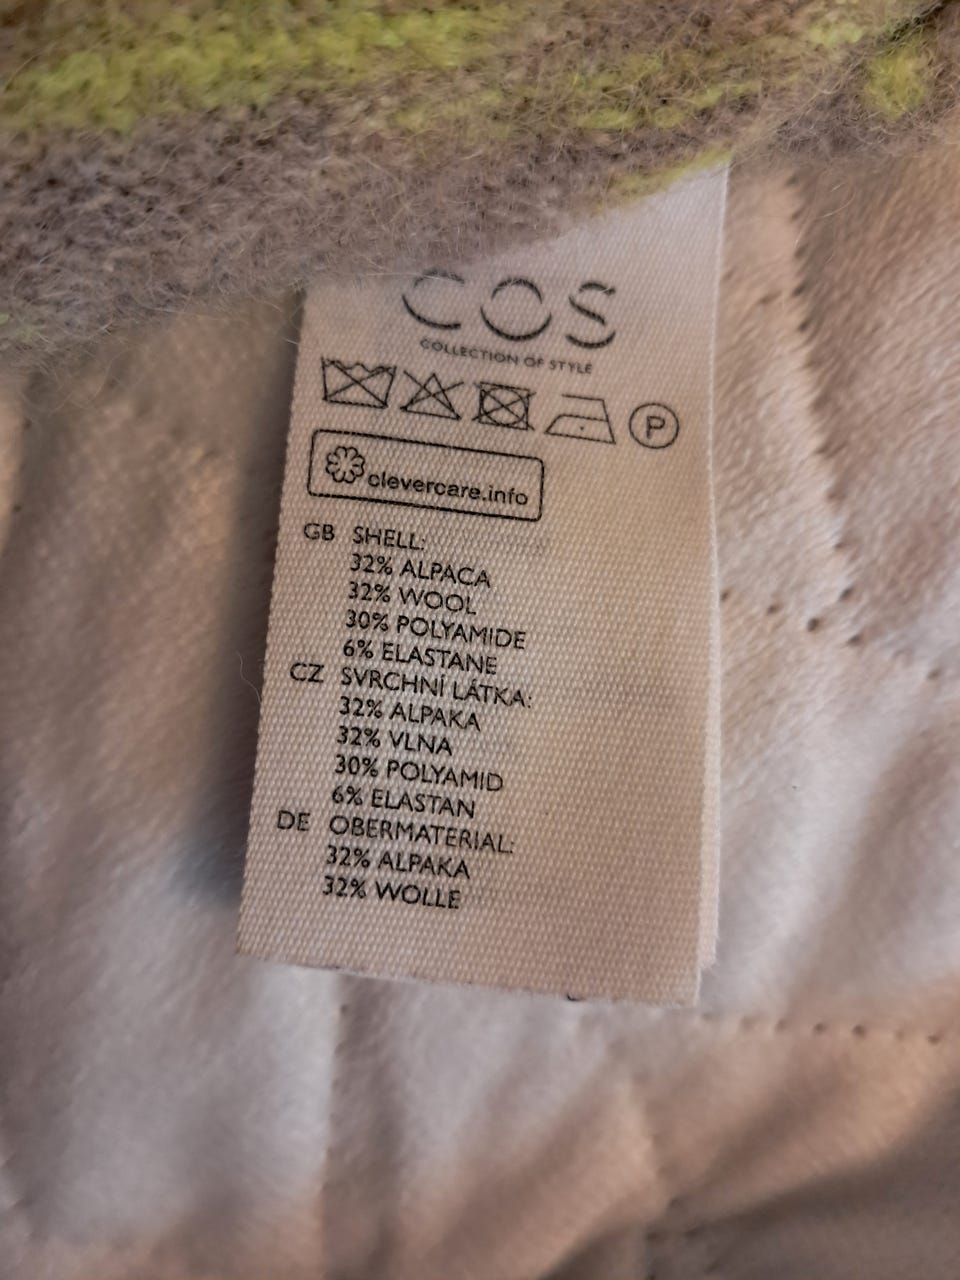 COS
COLLECTION OF STYLE
P
clevercare.info
GB SHELL:
32% ALPACA
32% WOOL
30% POLYAMIDE
6% ELASTANE
CZ SVRCHNÍ LÁTKA:
32% ALPAKA
32% VLNA
30% POLYAMID
6% ELASTAN
DE OBERMATERIAL:
32% ALPAKA
32% WOLLE